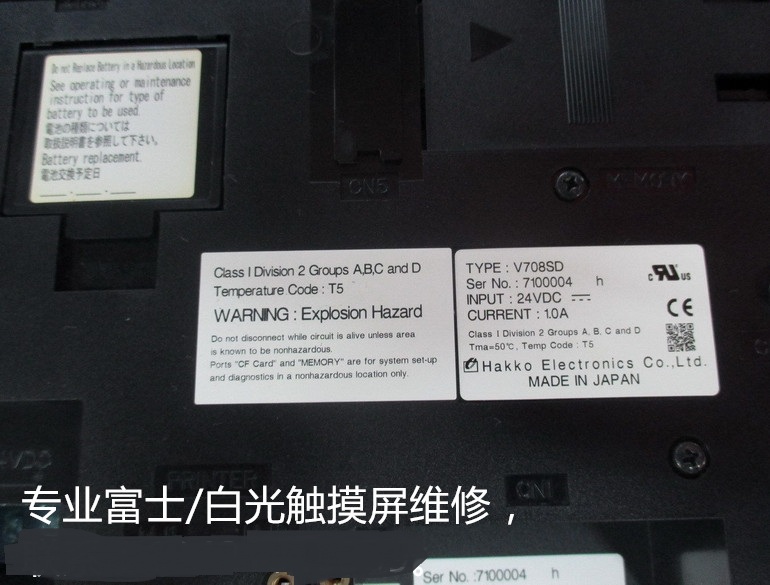 Do not Replace Battery in a Hazardous Location
See operating or maintenance
instruction for type of
battery to be used.
電池の種類については
取扱説明書を参照して下さい。
Battery replacement.
電池交換予定日
CN5
MEMORY
Class I Division 2 Groups A,B,C and D
Temperature Code : T5
WARNING : Explosion Hazard
Do not disconnect while circuit is alive unless area
is known to be nonhazardous.
Ports "CF Card" and "MEMORY" are for system set-up
and diagnostics in a nonhazardous location only.
TYPE : V708SD
Ser No. : 7100004 h
INPUT : 24VDC
CURRENT : 1.0A
c RU us
CE
Class I Division 2 Groups A, B, C and D
Tma=50℃, Temp Code : T5
Hakko Electronics Co.,Ltd.
MADE IN JAPAN
PRINTER
CN1
专业富士/白光触摸屏维修，
Ser No. :7100004 h